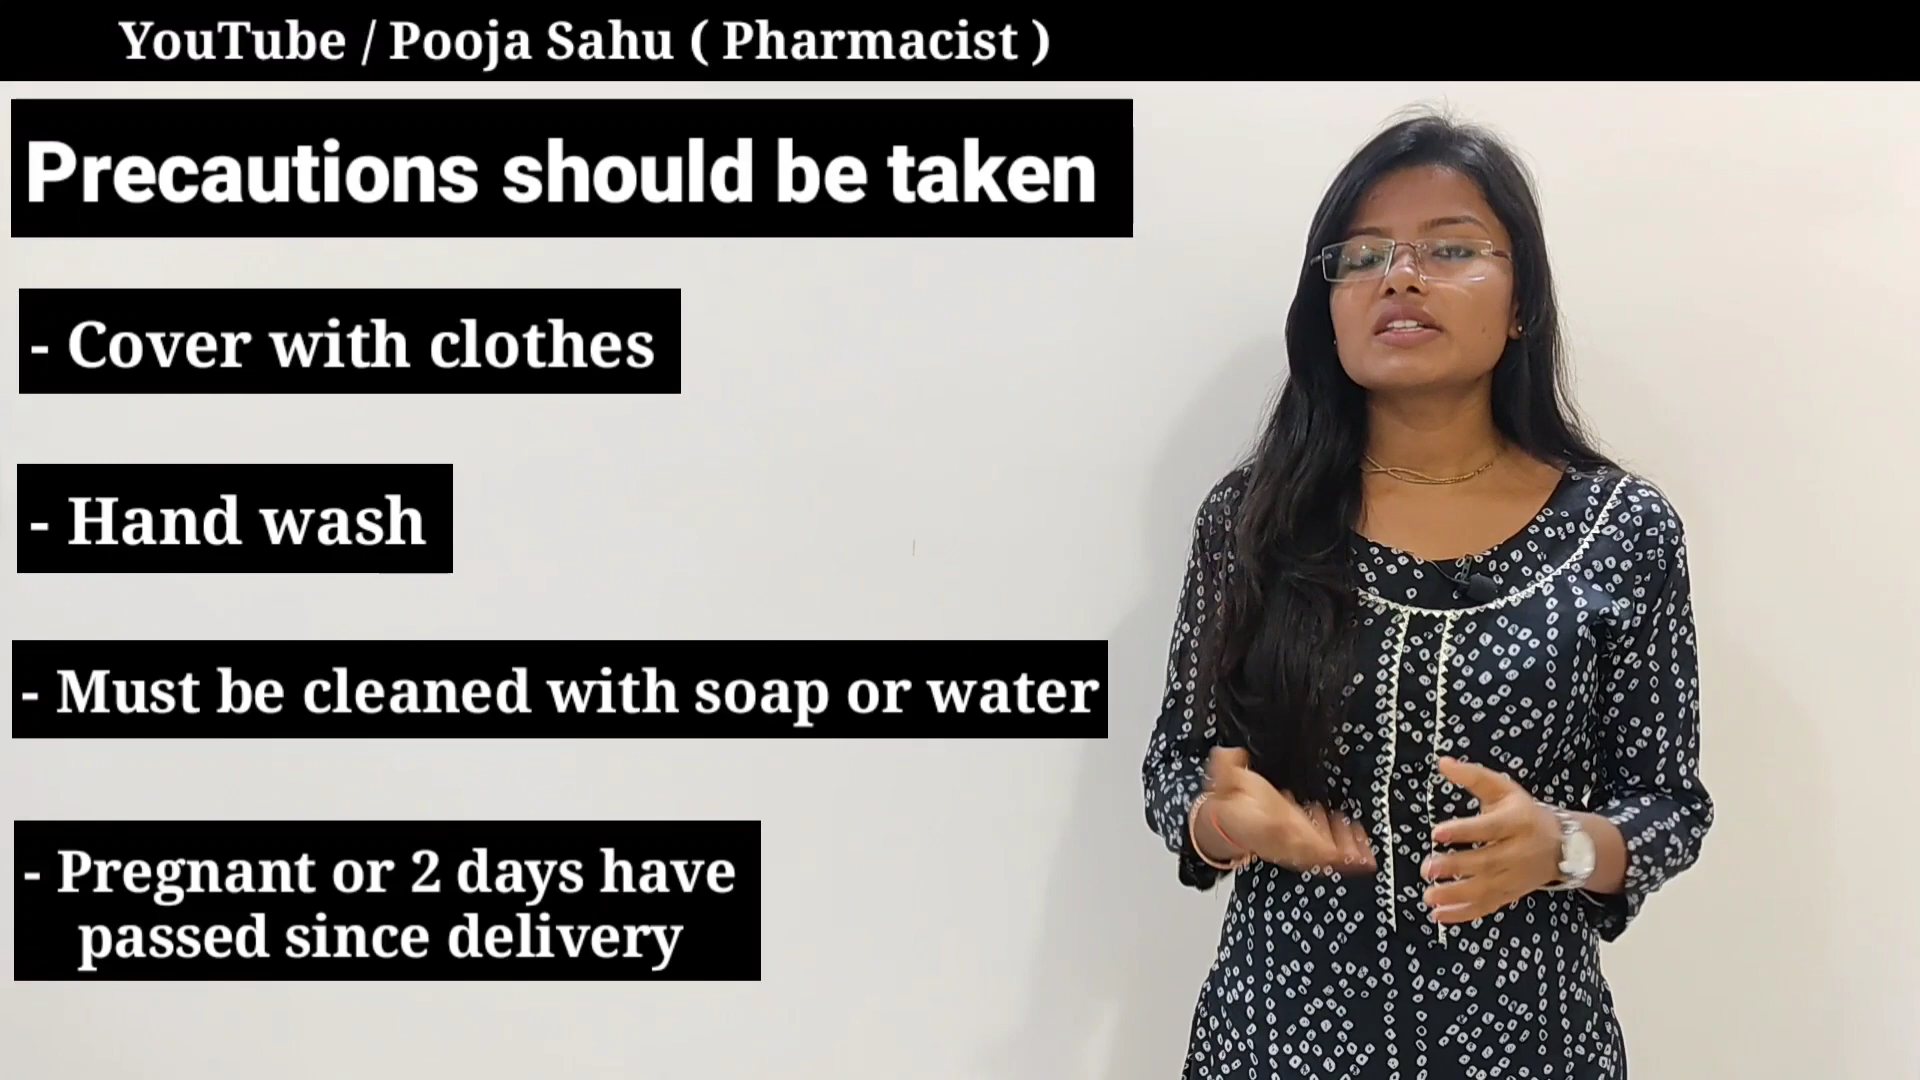 YouTube / Pooja Sahu ( Pharmacist )
Precautions should be taken
- Cover with clothes
- Hand wash
- Must be cleaned with soap or water
- Pregnant or 2 days have
passed since delivery